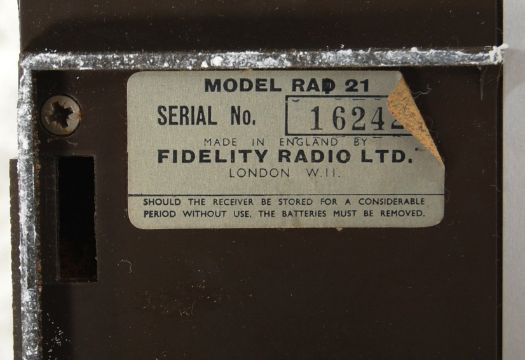 MODEL RAD 21
SERIAL No. 16242
MADE IN ENGLAND BY
FIDELITY RADIO LTD.
LONDON W.11.
SHOULD THE RECEIVER BE STORED FOR A CONSIDERABLE
PERIOD WITHOUT USE, THE BATTERIES MUST BE REMOVED.